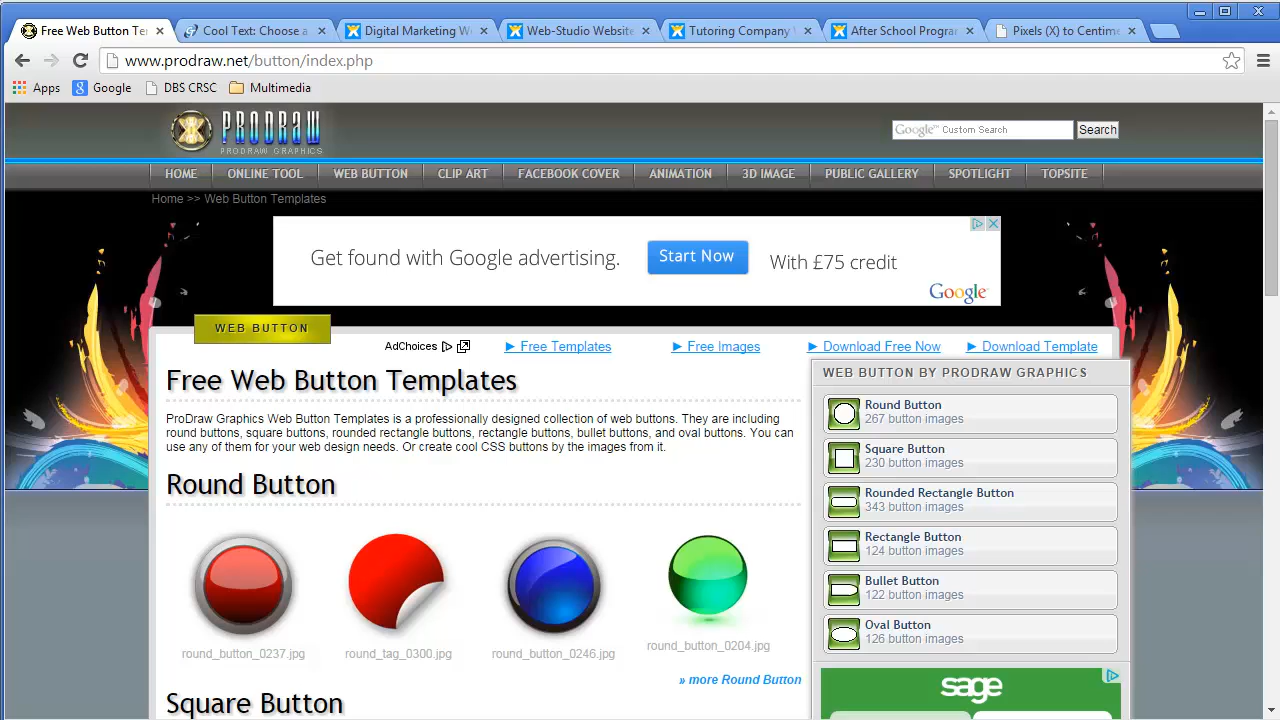 Free Web Button Te
Cool Text: Choose a
Digital Marketing W
Web-Studio Website
Tutoring Company
After School Progra
Pixels (X) to Centime
www.prodraw.net/button/index.php
Apps
Google
DBS CRSC
Multimedia
PRODRAW
PRODRAW GRAPHICS
Google™ Custom Search
Search
HOME
ONLINE TOOL
WEB BUTTON
CLIP ART
FACEBOOK COVER
ANIMATION
3D IMAGE
PUBLIC GALLERY
SPOTLIGHT
TOPSITE
Home >> Web Button Templates
Get found with Google advertising.
Start Now
With £75 credit
Google
WEB BUTTON
AdChoices
► Free Templates
► Free Images
► Download Free Now
► Download Template
Free Web Button Templates
ProDraw Graphics Web Button Templates is a professionally designed collection of web buttons. They are including
round buttons, square buttons, rounded rectangle buttons, rectangle buttons, bullet buttons, and oval buttons. You can
use any of them for your web design needs. Or create cool CSS buttons by the images from it.
Round Button
round_button_0237.jpg
round_tag_0300.jpg
round_button_0246.jpg
round_button_0204.jpg
» more Round Button
Square Button
WEB BUTTON BY PRODRAW GRAPHICS
Round Button
267 button images
Square Button
230 button images
Rounded Rectangle Button
343 button images
Rectangle Button
124 button images
Bullet Button
122 button images
Oval Button
126 button images
sage